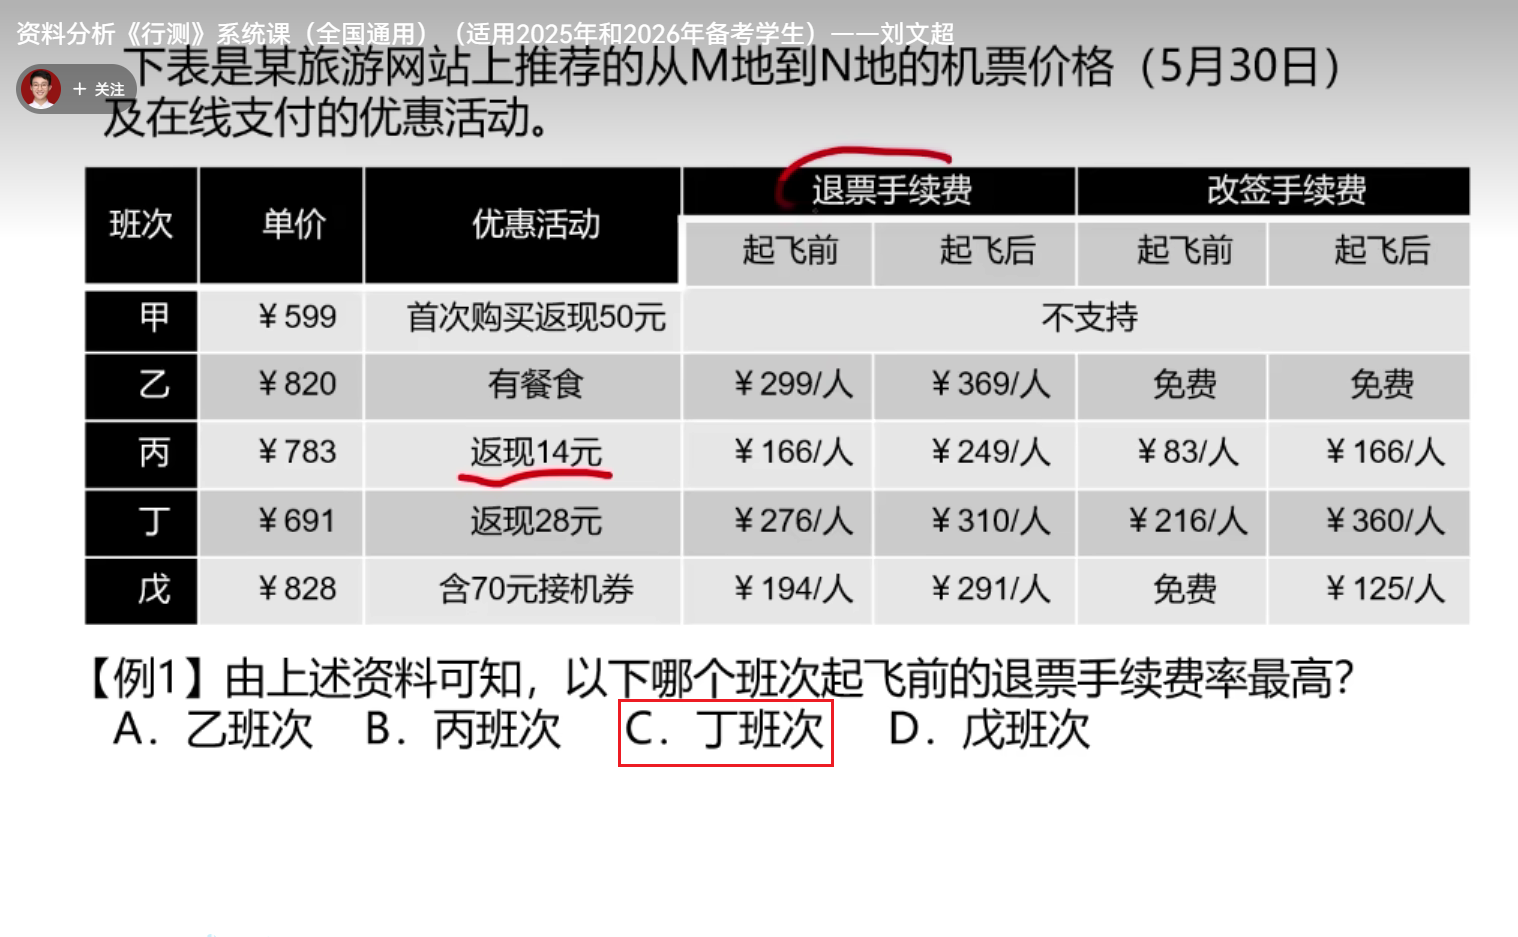 资料分析《行测》系统课（全国通用）（适用2025年和2026年备考学生）——刘文超
+ 关注
下表是某旅游网站上推荐的从M地到N地的机票价格（5月30日）
及在线支付的优惠活动。
班次 单价 优惠活动 退票手续费 改签手续费
起飞前 起飞后 起飞前 起飞后
甲 ￥599 首次购买返现50元 不支持
乙 ￥820 有餐食 ￥299/人 ￥369/人 免费 免费
丙 ￥783 返现14元 ￥166/人 ￥249/人 ￥83/人 ￥166/人
丁 ￥691 返现28元 ￥276/人 ￥310/人 ￥216/人 ￥360/人
戊 ￥828 含70元接机券 ￥194/人 ￥291/人 免费 ￥125/人
【例1】由上述资料可知，以下哪个班次起飞前的退票手续费率最高？
A．乙班次 B．丙班次 C．丁班次 D．戊班次